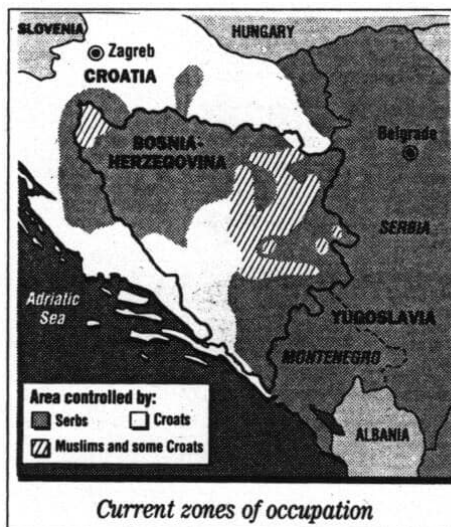 SLOVENIA
HUNGARY
Zagreb
CROATIA
BOSNIA-
HERZEGOVINA
Belgrade
SERBIA
Adriatic
Sea
YUGOSLAVIA
MONTENEGRO
ALBANIA
Area controlled by:
Serbs Croats
Muslims and some Croats
Current zones of occupation